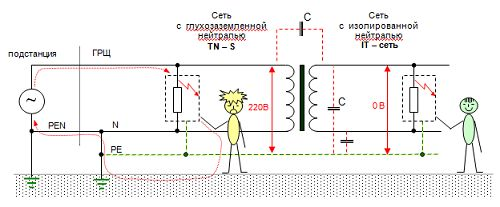 Сеть
с глухозаземленной
нейтралью
TN – S
C
Сеть
с изолированной
нейтралью
IT – сеть
подстанция
ГРЩ
~
220В
C
0 В
PEN
N
PE